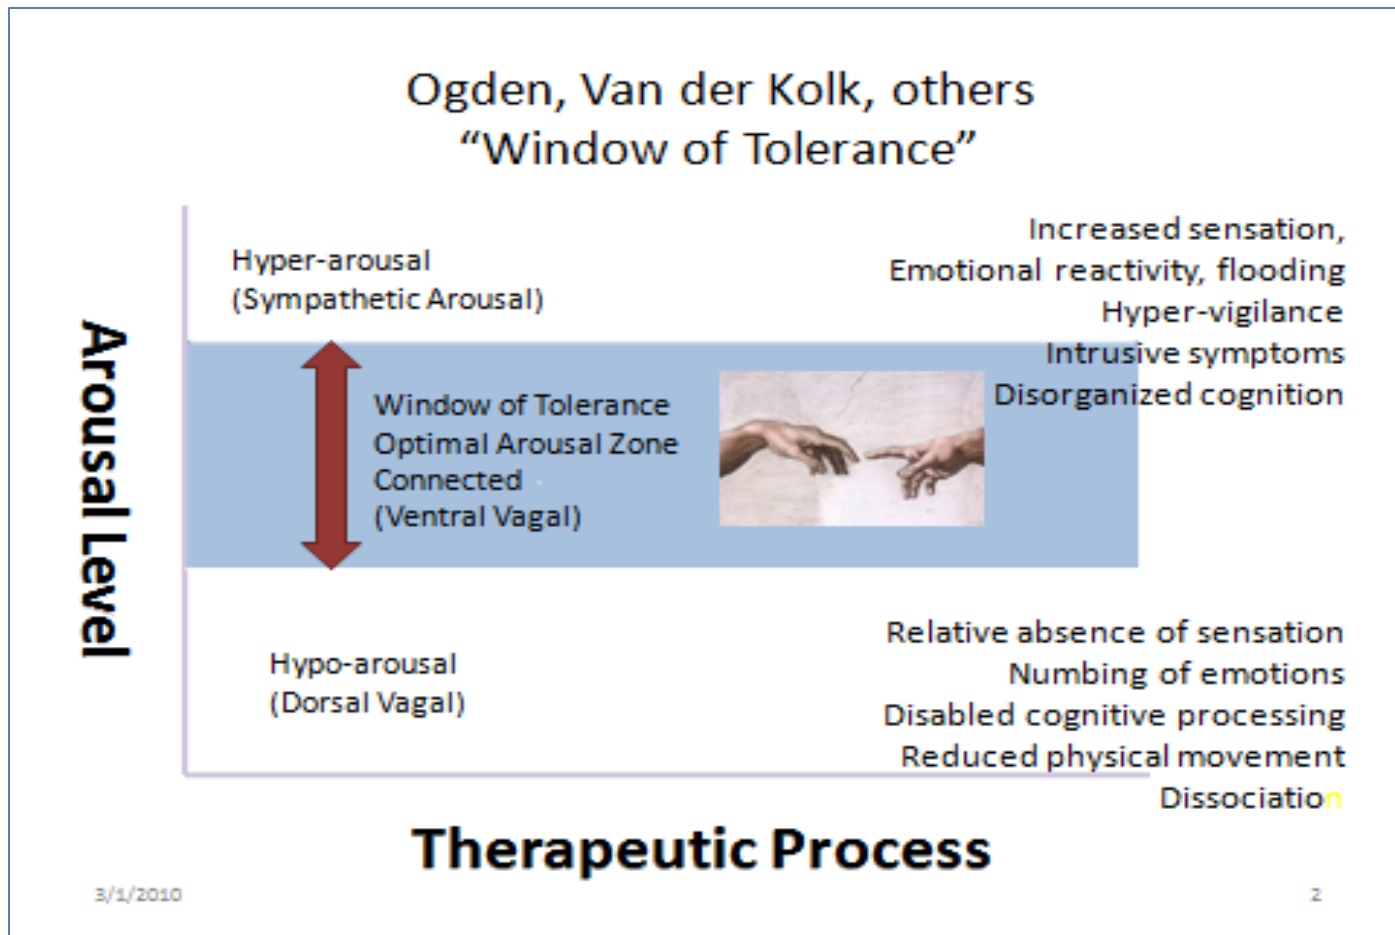 Ogden, Van der Kolk, others
“Window of Tolerance”
Increased sensation,
Emotional reactivity, flooding
Hyper-vigilance
Intrusive symptoms
Disorganized cognition
Hyper-arousal
(Sympathetic Arousal)
Arousal Level
Window of Tolerance
Optimal Arousal Zone
Connected
(Ventral Vagal)
Hypo-arousal
(Dorsal Vagal)
Relative absence of sensation
Numbing of emotions
Disabled cognitive processing
Reduced physical movement
Dissociation
Therapeutic Process
3/1/2010
2